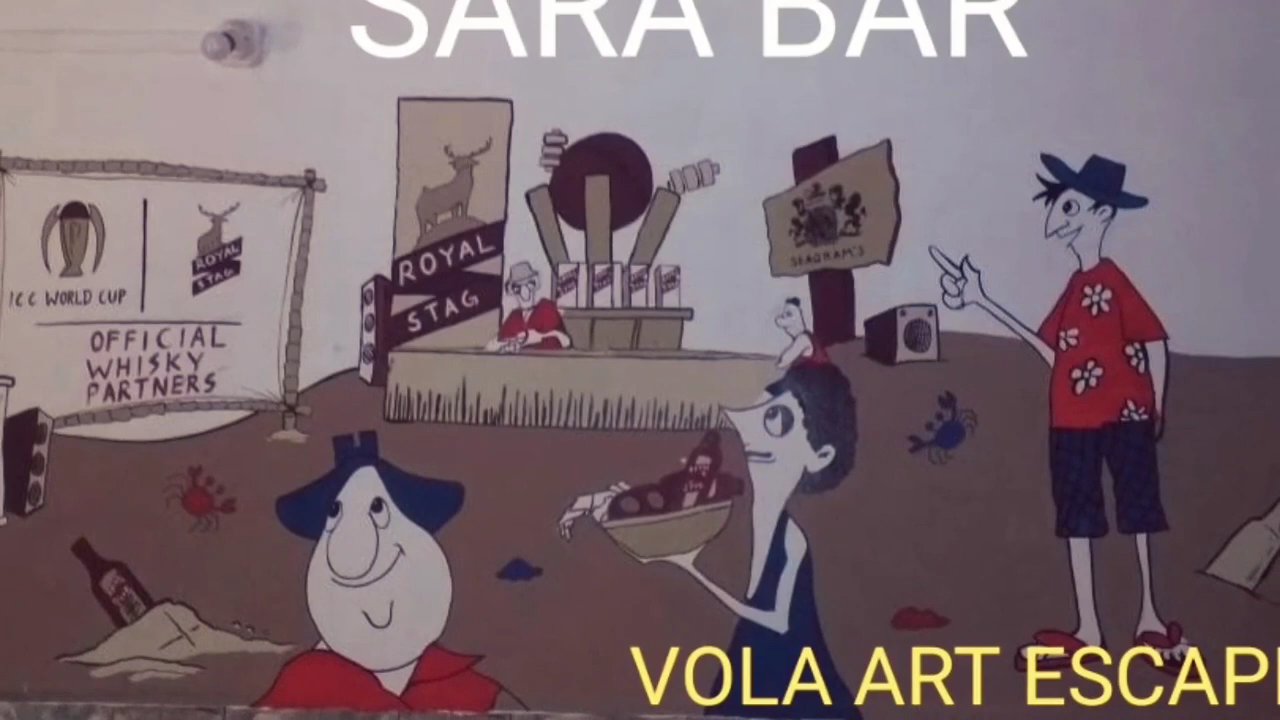 SARA BAR
ICC WORLD CUP
ROYAL
STAG
OFFICIAL
WHISKY
PARTNERS
ROYAL
STAG
SEAGRAM'S
VOLA ART ESCAP